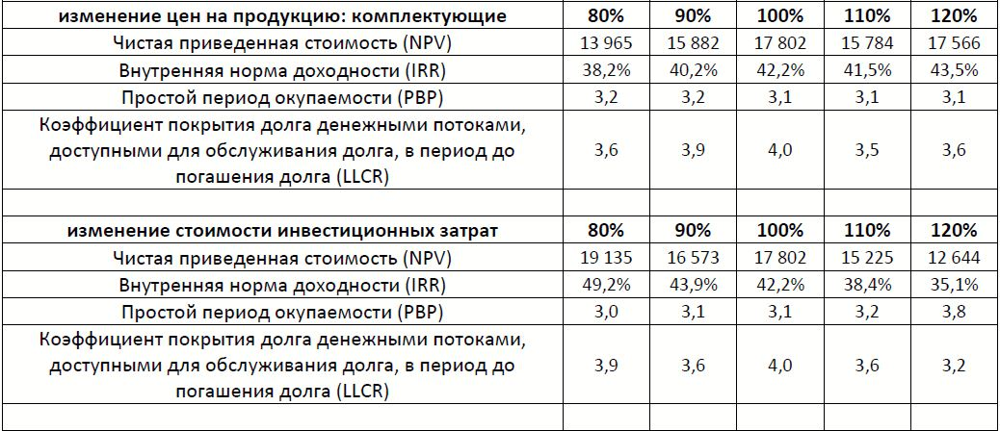 изменение цен на продукцию: комплектующие 80% 90% 100% 110% 120%
Чистая приведенная стоимость (NPV) 13 965 15 882 17 802 15 784 17 566
Внутренняя норма доходности (IRR) 38,2% 40,2% 42,2% 41,5% 43,5%
Простой период окупаемости (PBP) 3,2 3,2 3,1 3,1 3,1
Коэффициент покрытия долга денежными потоками,
доступными для обслуживания долга, в период до 3,6 3,9 4,0 3,5 3,6
погашения долга (LLCR)
изменение стоимости инвестиционных затрат 80% 90% 100% 110% 120%
Чистая приведенная стоимость (NPV) 19 135 16 573 17 802 15 225 12 644
Внутренняя норма доходности (IRR) 49,2% 43,9% 42,2% 38,4% 35,1%
Простой период окупаемости (PBP) 3,0 3,1 3,1 3,2 3,8
Коэффициент покрытия долга денежными потоками,
доступными для обслуживания долга, в период до 3,9 3,6 4,0 3,6 3,2
погашения долга (LLCR)